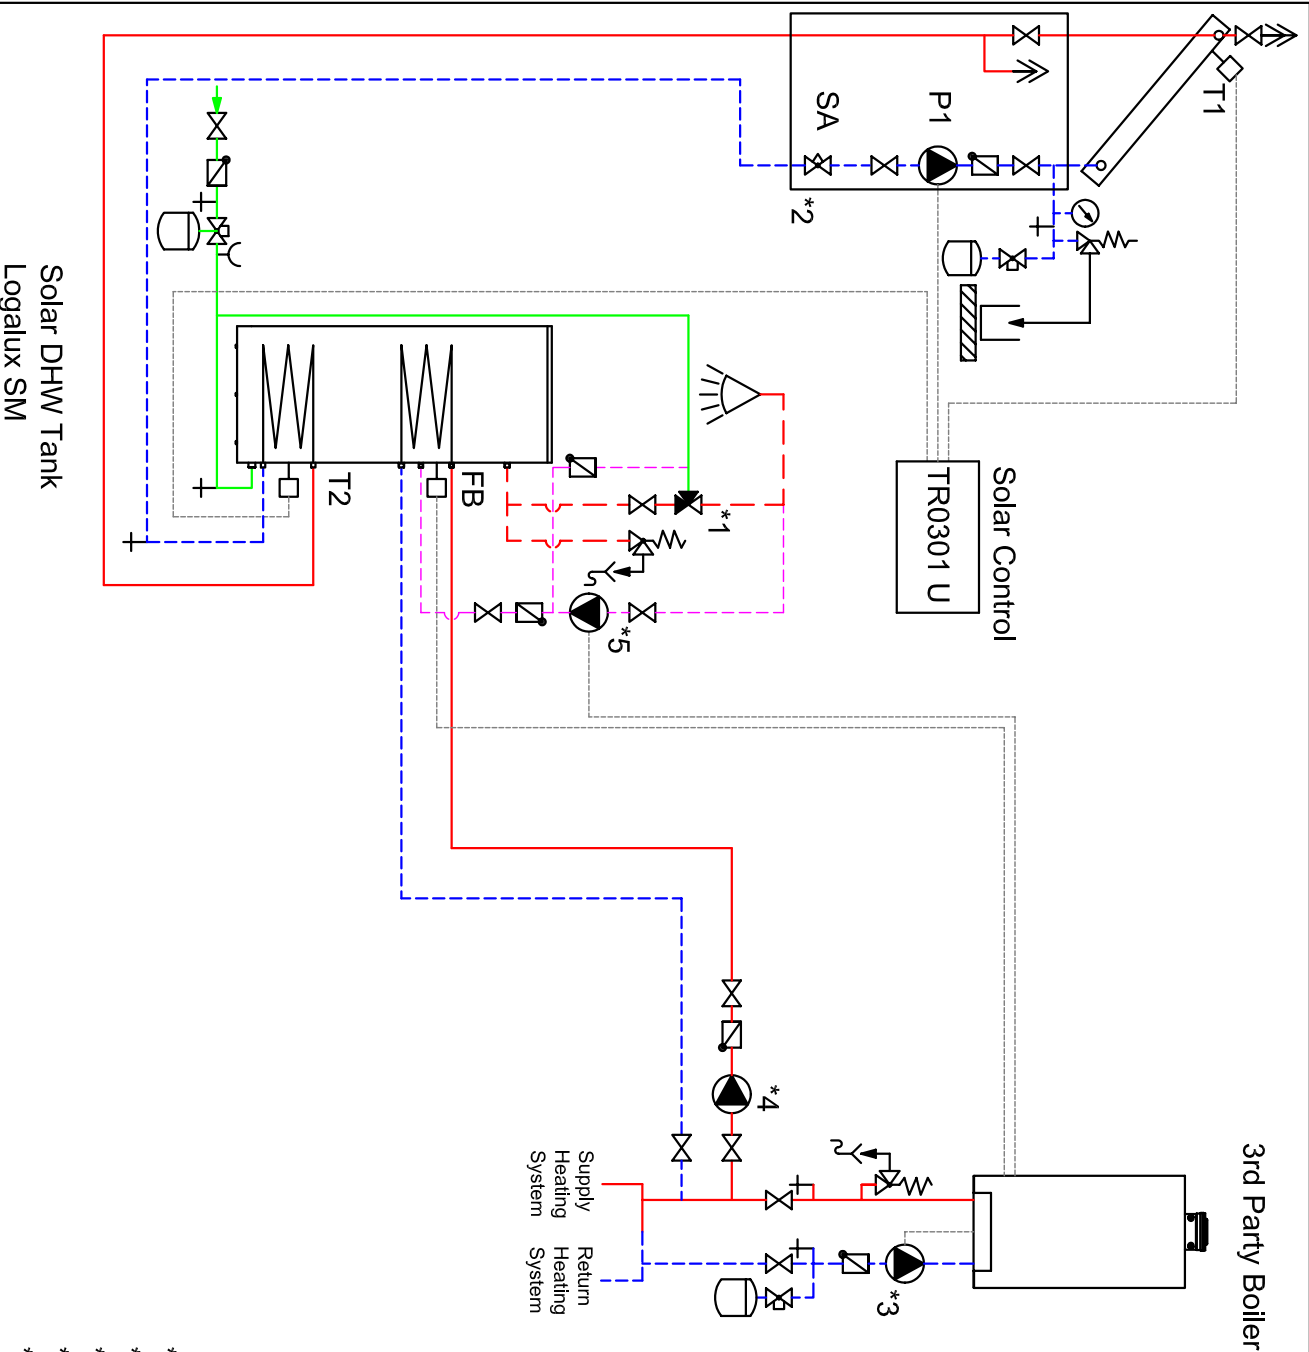 T1
P1
SA
*2
Solar Control
TR0301 U
Solar DHW Tank
Logalux SM
T2
FB
*1
*5
*4
*3
3rd Party Boiler
Supply
Heating
System
Return
Heating
System
*
*
*
*
*